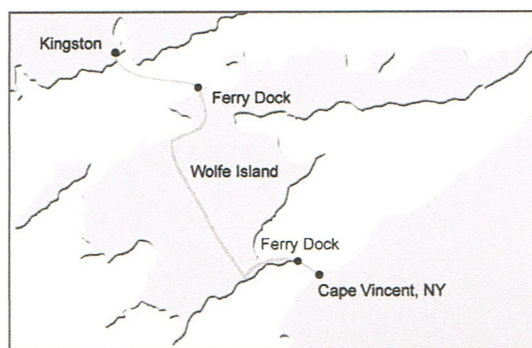 Kingston
Ferry Dock
Wolfe Island
Ferry Dock
Cape Vincent, NY